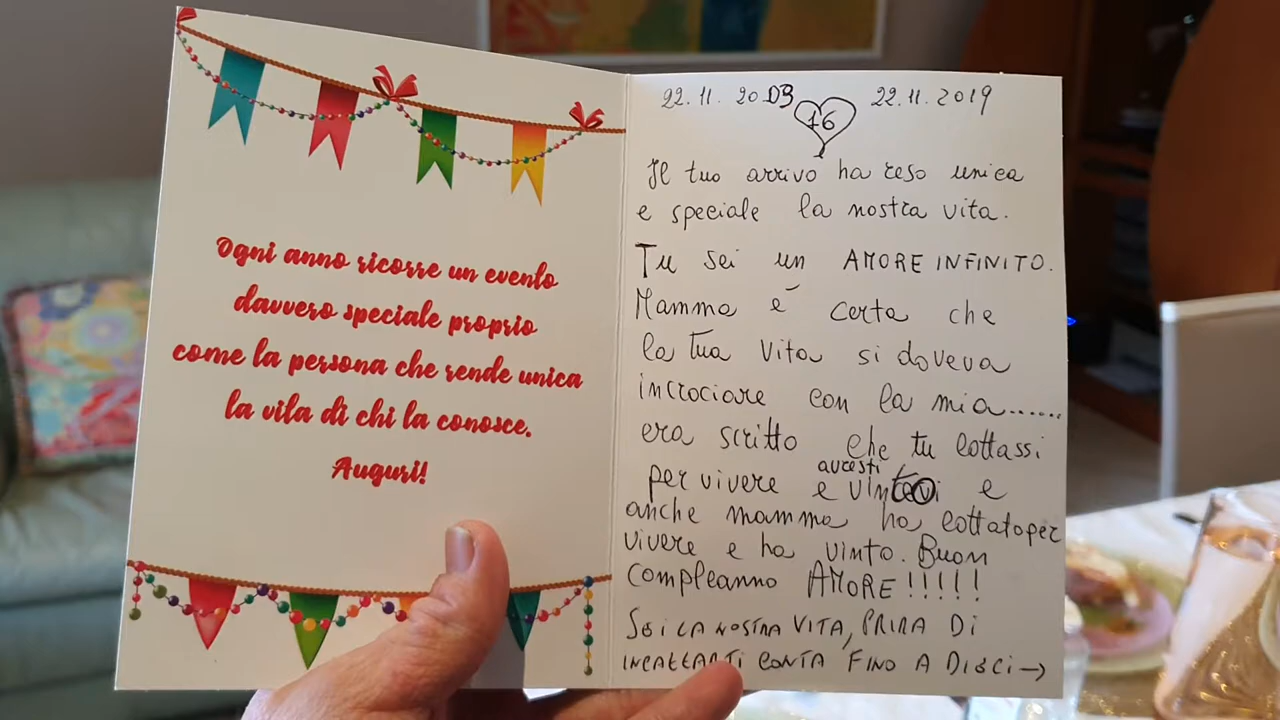 Ogni anno ricorre un evento
davvero speciale proprio
come la persona che rende unica
la vita di chi la conosce.
Auguri!
22.11.2003
16
22.11.2019
Il tuo arrivo ha reso unica
e speciale la nostra vita.
Tu sei un AMORE INFINITO.
Mamma é certa che
la tua vita si doveva
incrociare con la mia......
era scritto che tu lottassi
avresti
per vivere e vinto e
anche mamma ha lottato per
vivere e ha vinto. Buon
compleanno AMORE!!!!!
SEI LA NOSTRA VITA, PRIMA DI
CONTA FINO A DIECI →